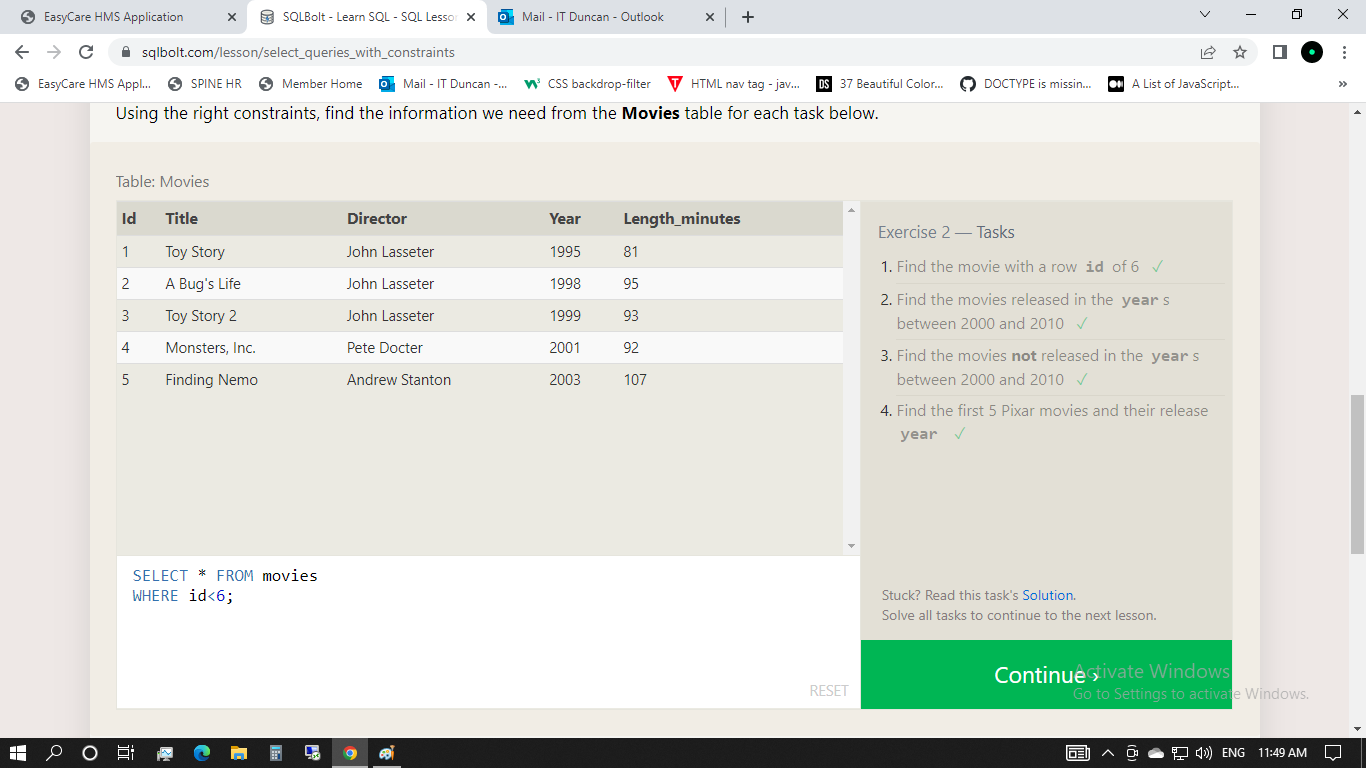 EasyCare HMS Application
SQLBolt - Learn SQL - SQL Lesson
Mail - IT Duncan - Outlook
sqlbolt.com/lesson/select_queries_with_constraints
EasyCare HMS Appl...
SPINE HR
Member Home
Mail - IT Duncan -...
CSS backdrop-filter
HTML nav tag - jav...
DS
37 Beautiful Color...
DOCTYPE is missin...
A List of JavaScript...
»
Using the right constraints, find the information we need from the Movies table for each task below.
Table: Movies
Id Title Director Year Length_minutes
1 Toy Story John Lasseter 1995 81
2 A Bug's Life John Lasseter 1998 95
3 Toy Story 2 John Lasseter 1999 93
4 Monsters, Inc. Pete Docter 2001 92
5 Finding Nemo Andrew Stanton 2003 107
SELECT * FROM movies
WHERE id<6;
RESET
Exercise 2 — Tasks
1. Find the movie with a row id of 6 ✓
2. Find the movies released in the year s
between 2000 and 2010 ✓
3. Find the movies not released in the year s
between 2000 and 2010 ✓
4. Find the first 5 Pixar movies and their release
year ✓
Stuck? Read this task's Solution.
Solve all tasks to continue to the next lesson.
Continue ›
Activate Windows
Go to Settings to activate Windows.
ENG
11:49 AM